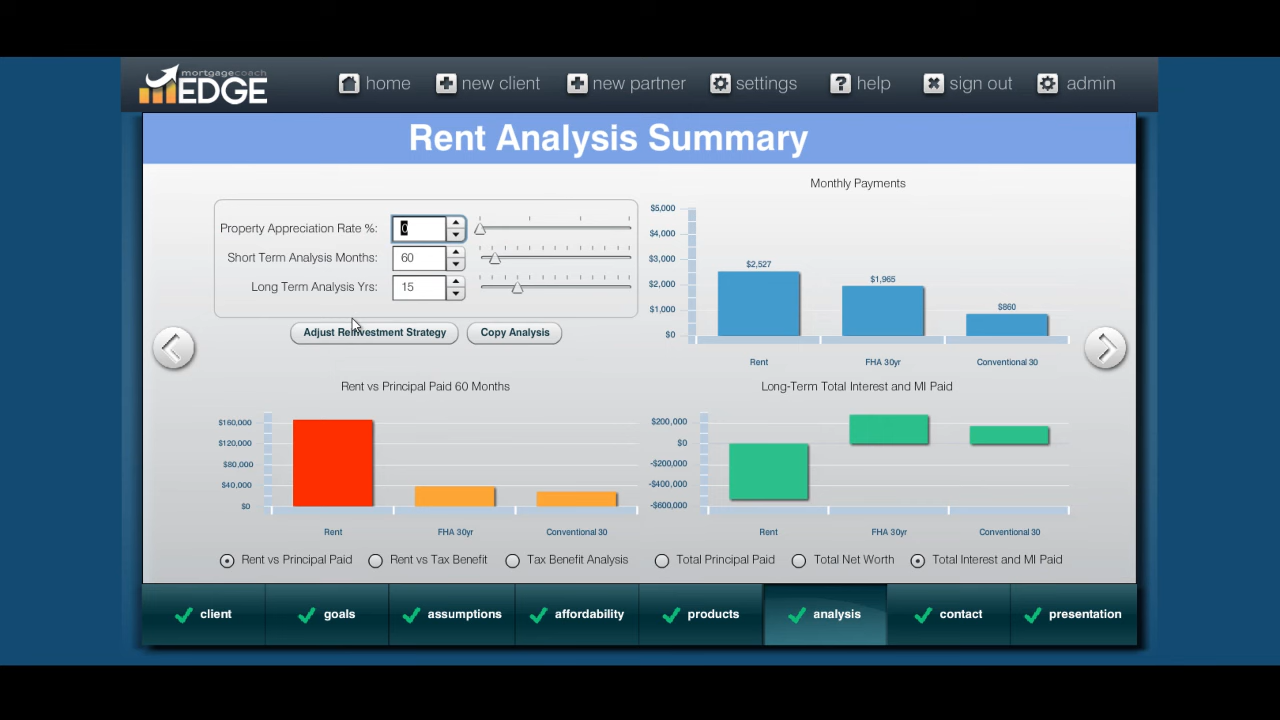 mortgagecoach
EDGE
home
new client
new partner
settings
help
sign out
admin
Rent Analysis Summary
Property Appreciation Rate %:
0
Short Term Analysis Months:
60
Long Term Analysis Yrs:
15
Adjust Reinvestment Strategy
Copy Analysis
Monthly Payments
$5,000
$4,000
$3,000
$2,000
$1,000
$0
$2,527
$1,965
$860
Rent
FHA 30yr
Conventional 30
Rent vs Principal Paid 60 Months
$160,000
$120,000
$80,000
$40,000
$0
Rent
FHA 30yr
Conventional 30
Long-Term Total Interest and MI Paid
$200,000
$0
-$200,000
-$400,000
-$600,000
Rent
FHA 30yr
Conventional 30
Rent vs Principal Paid
Rent vs Tax Benefit
Tax Benefit Analysis
Total Principal Paid
Total Net Worth
Total Interest and MI Paid
client
goals
assumptions
affordability
products
analysis
contact
presentation